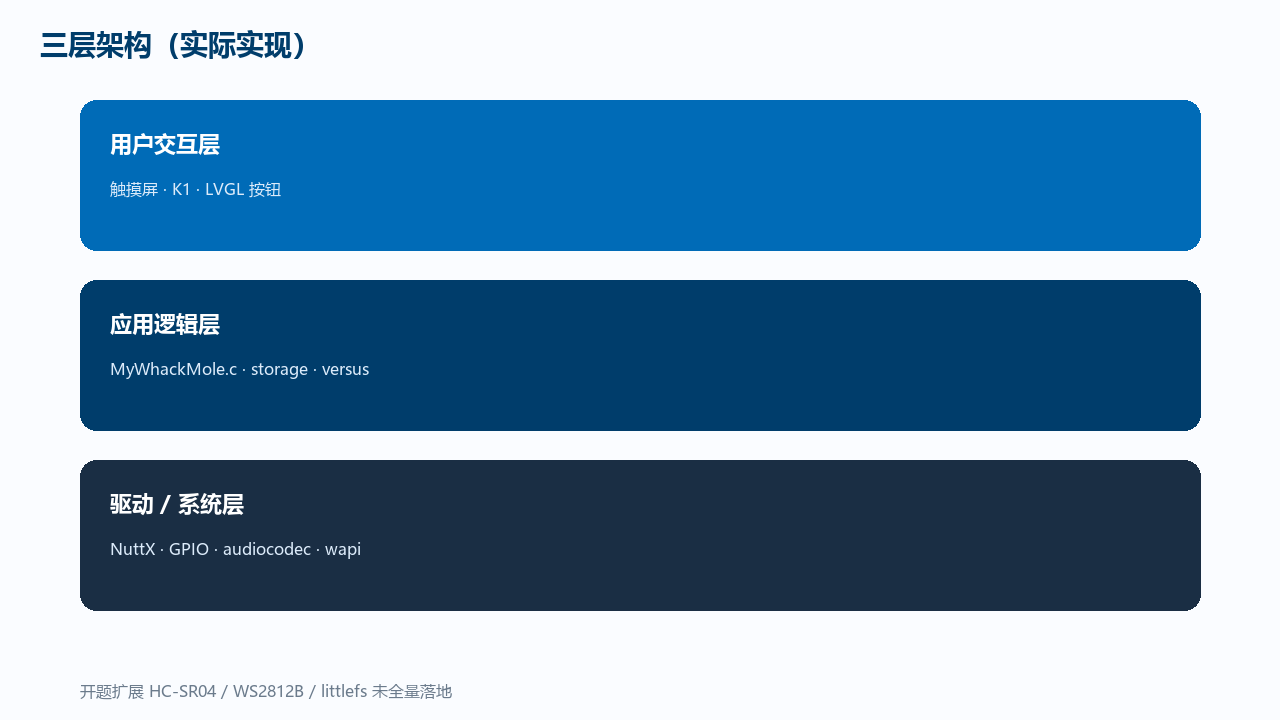 三层架构（实际实现）
用户交互层
触摸屏 · K1 · LVGL 按钮
应用逻辑层
MyWhackMole.c · storage · versus
驱动 / 系统层
NuttX · GPIO · audiocodec · wapi
开题扩展 HC-SR04 / WS2812B / littlefs 未全量落地